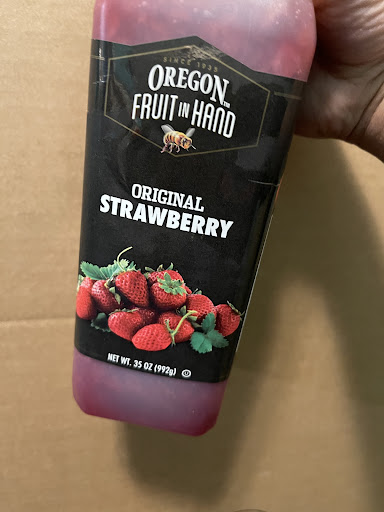 SINCE 1935
OREGON
FRUIT IN HAND
ORIGINAL
STRAWBERRY
NET WT. 35 OZ (992g)